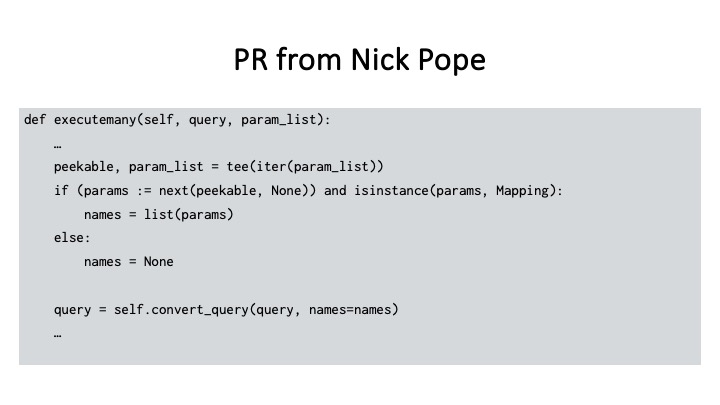 PR from Nick Pope
def executemany(self, query, param_list):
    …
    peekable, param_list = tee(iter(param_list))
    if (params := next(peekable, None)) and isinstance(params, Mapping):
        names = list(params)
    else:
        names = None
    query = self.convert_query(query, names=names)
    …